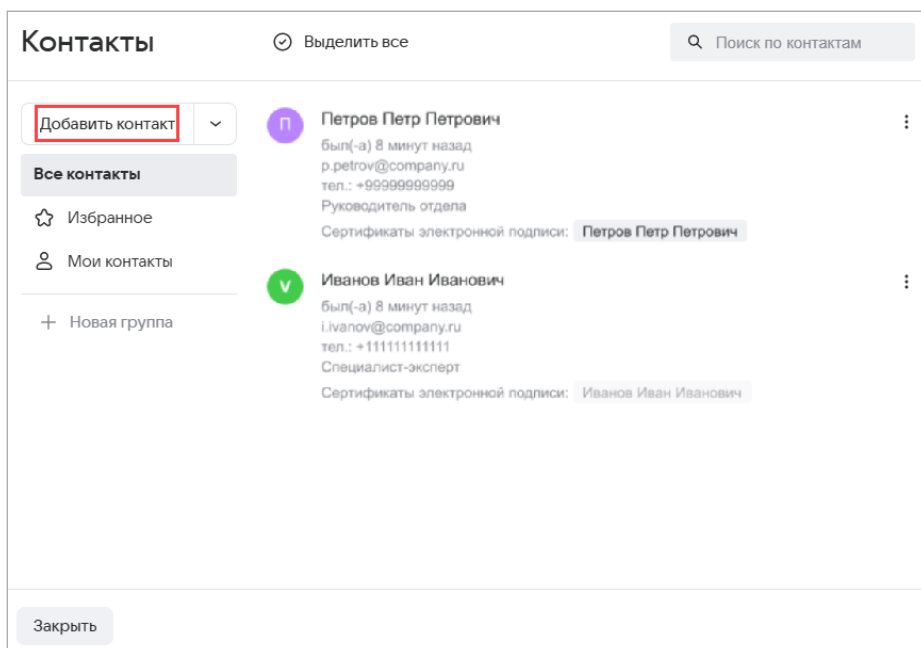 Контакты
Выделить все
Поиск по контактам
Добавить контакт
Все контакты
Избранное
Мои контакты
Новая группа
П
Петров Петр Петрович
был(-а) 8 минут назад
p.petrov@company.ru
тел.: +99999999999
Руководитель отдела
Сертификаты электронной подписи: Петров Петр Петрович
V
Иванов Иван Иванович
был(-а) 8 минут назад
i.ivanov@company.ru
тел.: +111111111111
Специалист-эксперт
Сертификаты электронной подписи: Иванов Иван Иванович
Закрыть